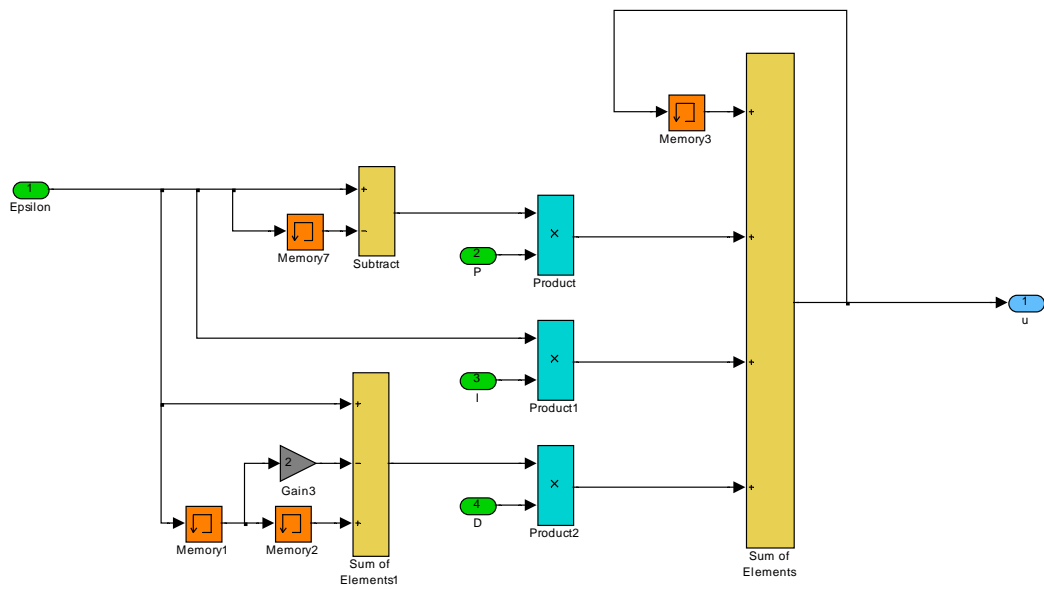 +
Memory3
1
Epsilon
+
-
Memory7
Subtract
2
P
×
Product
+
1
u
×
3
I
Product1
+
+
2
-
Gain3
×
4
D
Product2
+
+
Memory1
Memory2
Sum of
Elements1
Sum of
Elements